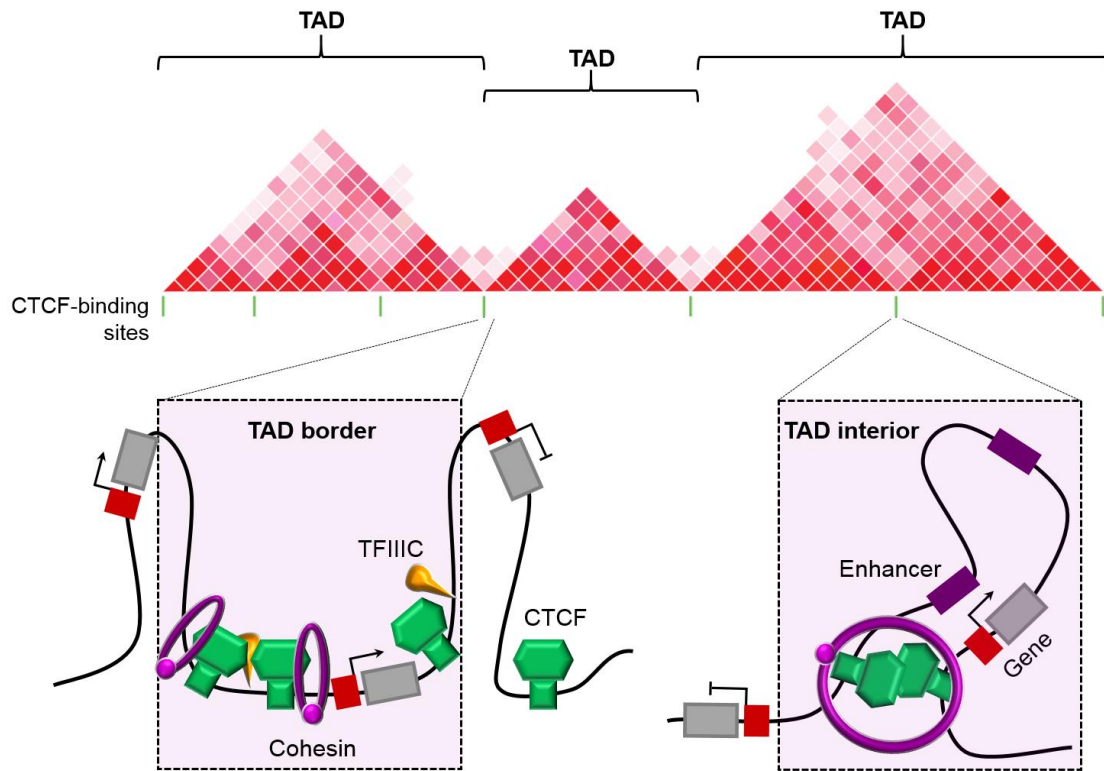 TAD
TAD
TAD
CTCF-binding
sites
TAD border
TAD interior
TFIIIC
Enhancer
CTCF
Gene
Cohesin